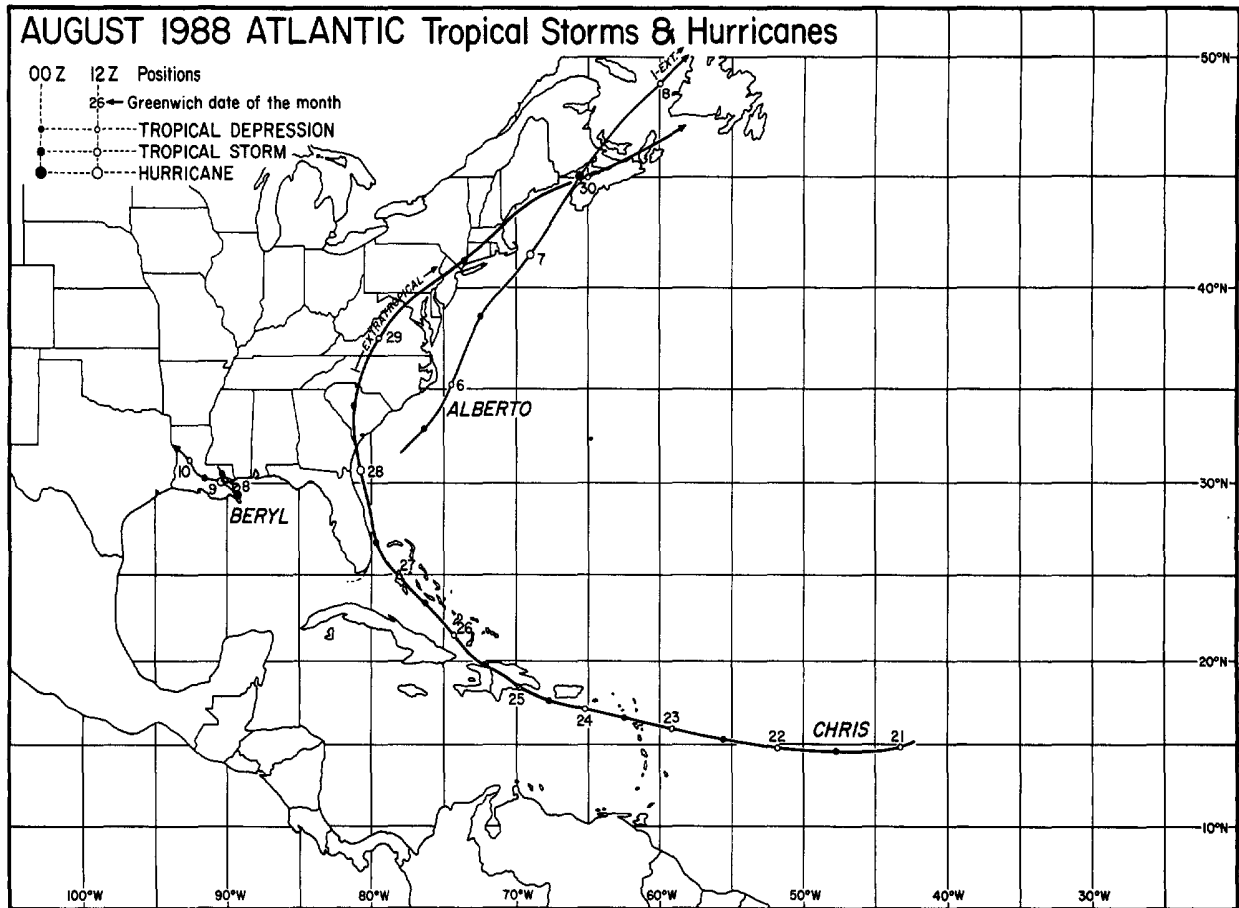 AUGUST 1988 ATLANTIC Tropical Storms & Hurricanes
00Z 12Z Positions
26 Greenwich date of the month
TROPICAL DEPRESSION
TROPICAL STORM
HURRICANE
EXT.
8
50°N
30
7
EXTRATROPICAL
40°N
29
6
ALBERTO
10
9
8
28
30°N
BERYL
27
26
20°N
25
24
23
22
CHRIS
21
10°N
100°W 90°W 80°W 70°W 60°W 50°W 40°W 30°W